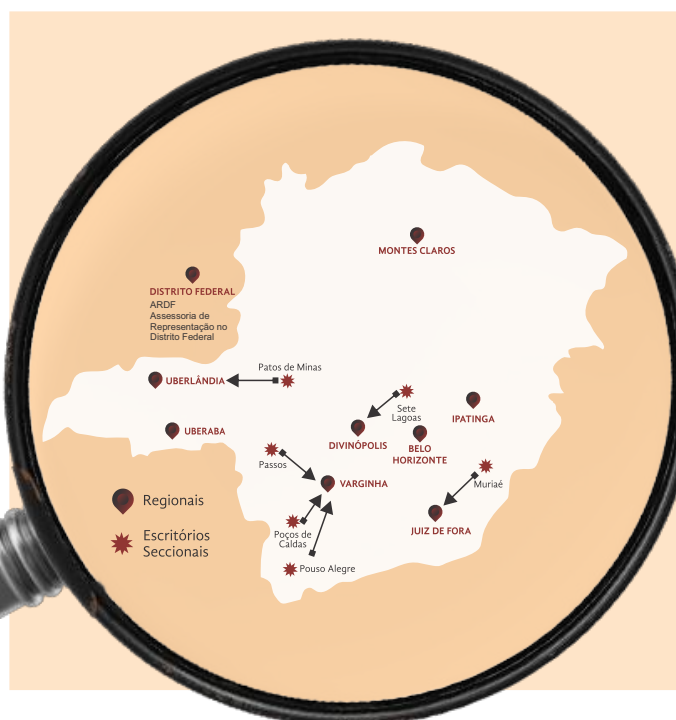 MONTES CLAROS
DISTRITO FEDERAL
ARDF
Assessoria de
Representação no
Distrito Federal
Patos de Minas
UBERLÂNDIA
Sete
Lagoas
IPATINGA
UBERABA
DIVINÓPOLIS
BELO
HORIZONTE
Passos
VARGINHA
Muriaé
Regionais
Poços de
Caldas
JUIZ DE FORA
Escritórios
Seccionais
Pouso Alegre